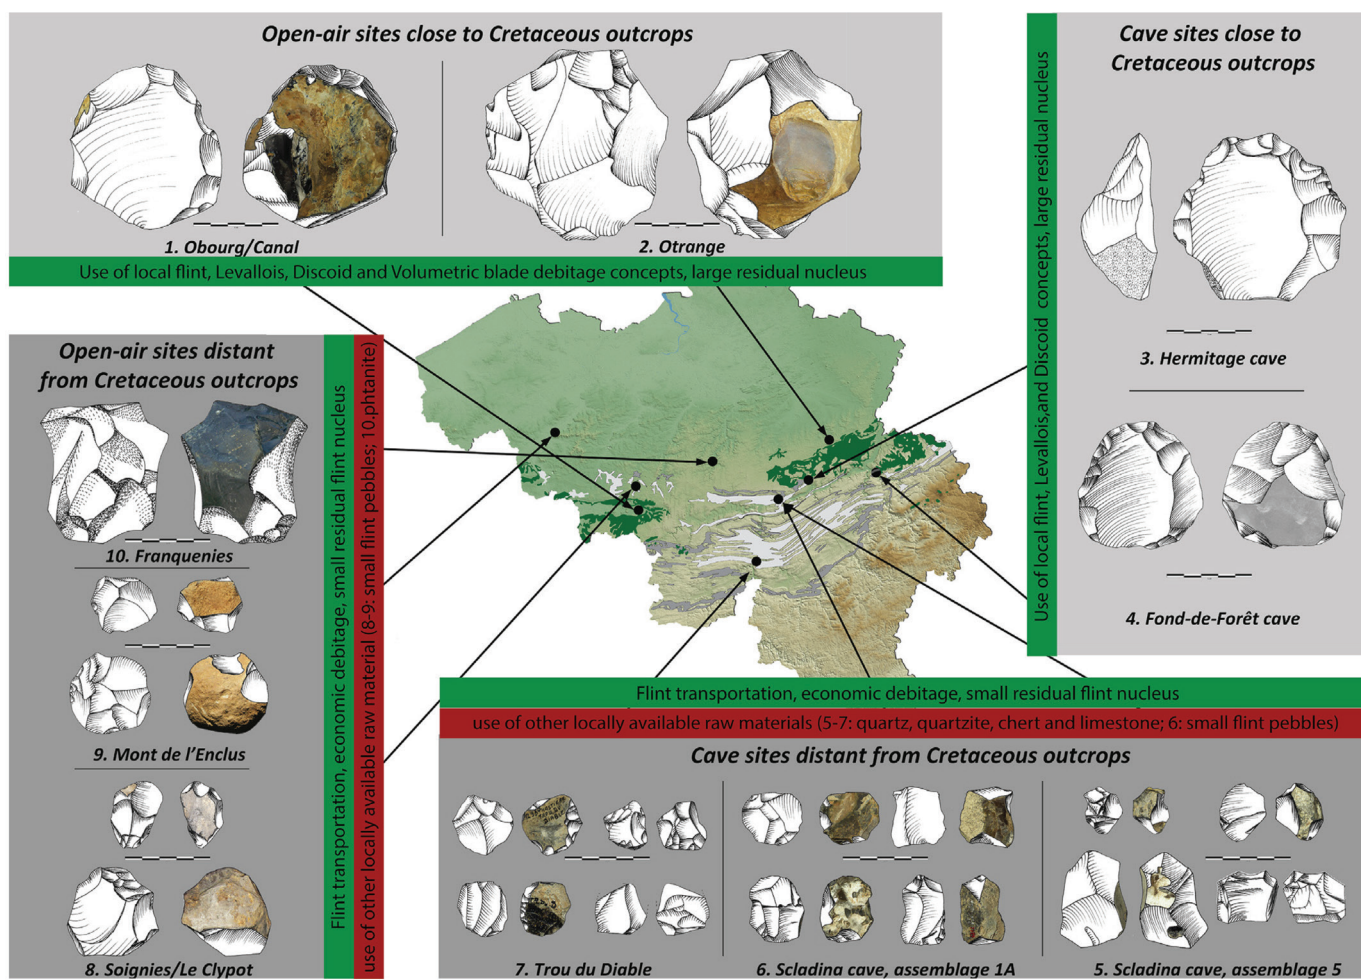 Open-air sites close to Cretaceous outcrops
1. Obourg/Canal
2. Otrange
Use of local flint, Levallois, Discoid and Volumetric blade debitage concepts, large residual nucleus
Cave sites close to
Cretaceous outcrops
3. Hermitage cave
4. Fond-de-Forêt cave
Use of local flint, Levallois,and Discoid concepts, large residual nucleus
Open-air sites distant
from Cretaceous outcrops
10. Franquenies
9. Mont de l'Enclus
8. Soignies/Le Clypot
Flint transportation, economic debitage, small residual flint nucleus
use of other locally available raw material (8-9: small flint pebbles; 10.phtanite)
Flint transportation, economic debitage, small residual flint nucleus
use of other locally available raw materials (5-7: quartz, quartzite, chert and limestone; 6: small flint pebbles)
Cave sites distant from Cretaceous outcrops
7. Trou du Diable
6. Scladina cave, assemblage 1A
5. Scladina cave, assemblage 5